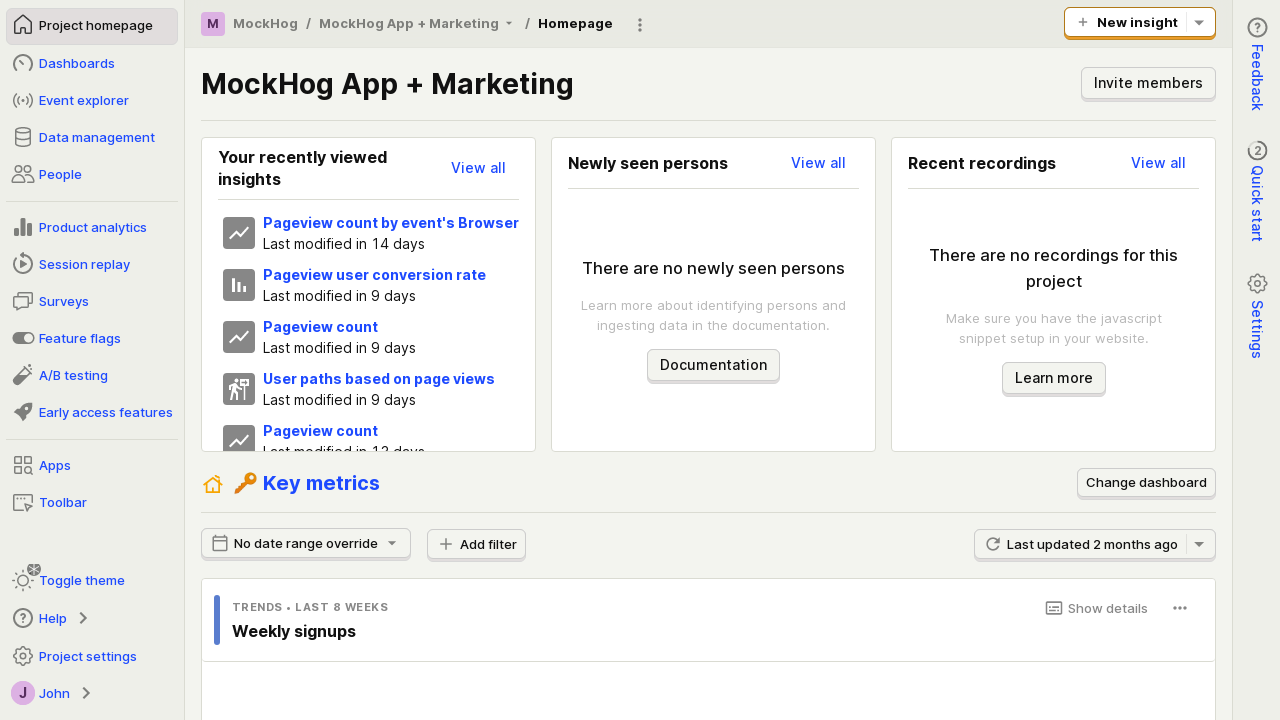 Project homepage
Dashboards
Event explorer
Data management
People
Product analytics
Session replay
Surveys
Feature flags
A/B testing
Early access features
Apps
Toolbar
Toggle theme
Help
Project settings
J John
M MockHog / MockHog App + Marketing / Homepage
New insight
MockHog App + Marketing
Invite members
Your recently viewed
insights
View all
Pageview count by event's Browser
Last modified in 14 days
Pageview user conversion rate
Last modified in 9 days
Pageview count
Last modified in 9 days
User paths based on page views
Last modified in 9 days
Pageview count
Last modified in 13 days
Newly seen persons
View all
There are no newly seen persons
Learn more about identifying persons and
ingesting data in the documentation.
Documentation
Recent recordings
View all
There are no recordings for this
project
Make sure you have the javascript
snippet setup in your website.
Learn more
Key metrics
Change dashboard
No date range override
Add filter
Last updated 2 months ago
TRENDS • LAST 8 WEEKS
Weekly signups
Show details
Feedback
2
Quick start
Settings